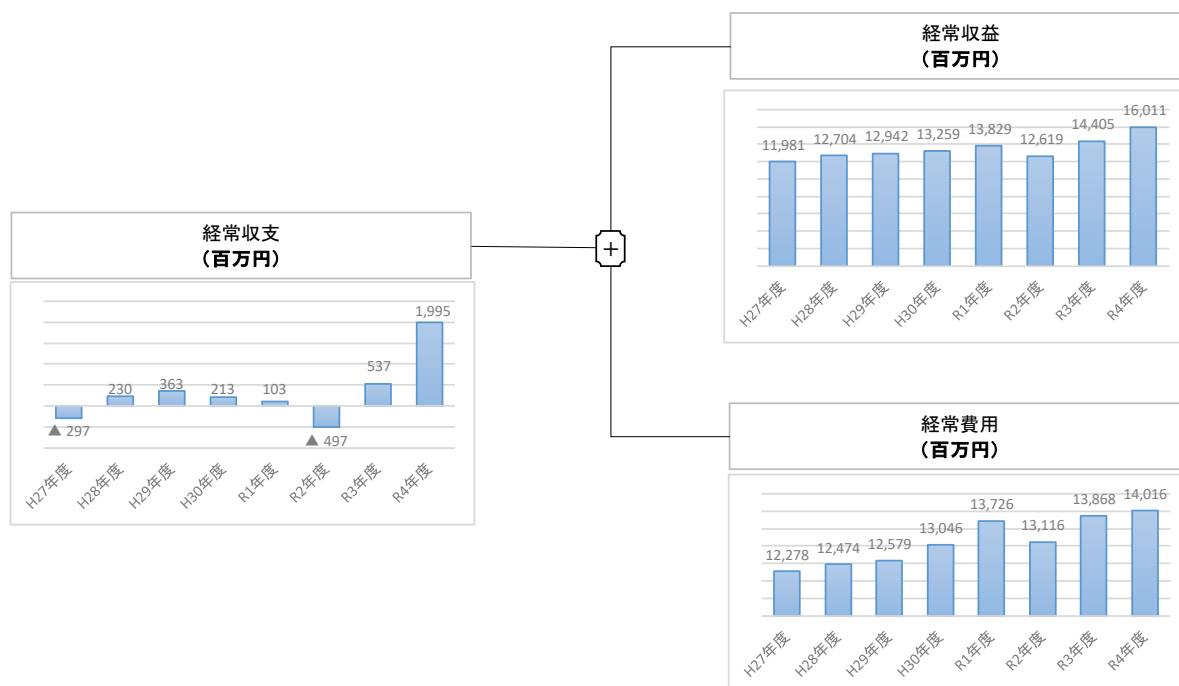 経常収益
(百万円)
16,011
14,405
13,829
13,259
12,942
12,704
12,619
11,981
H27年度
H28年度
H29年度
H30年度
R1年度
R2年度
R3年度
R4年度
経常収支
(百万円)
+
1,995
537
363
230
213
103
▲ 297
▲ 497
H27年度
H28年度
H29年度
H30年度
R1年度
R2年度
R3年度
R4年度
経常費用
(百万円)
14,016
13,868
13,726
13,116
13,046
12,579
12,474
12,278
H27年度
H28年度
H29年度
H30年度
R1年度
R2年度
R3年度
R4年度